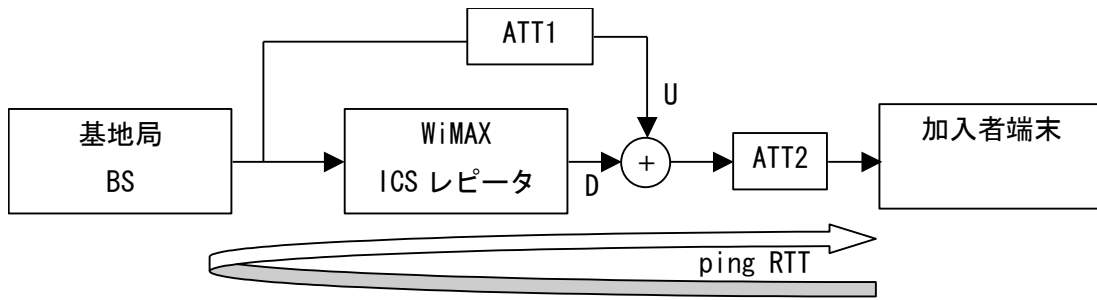 ATT1
U
基地局
BS
WiMAX
ICS レピータ
D
+
ATT2
加入者端末
ping RTT